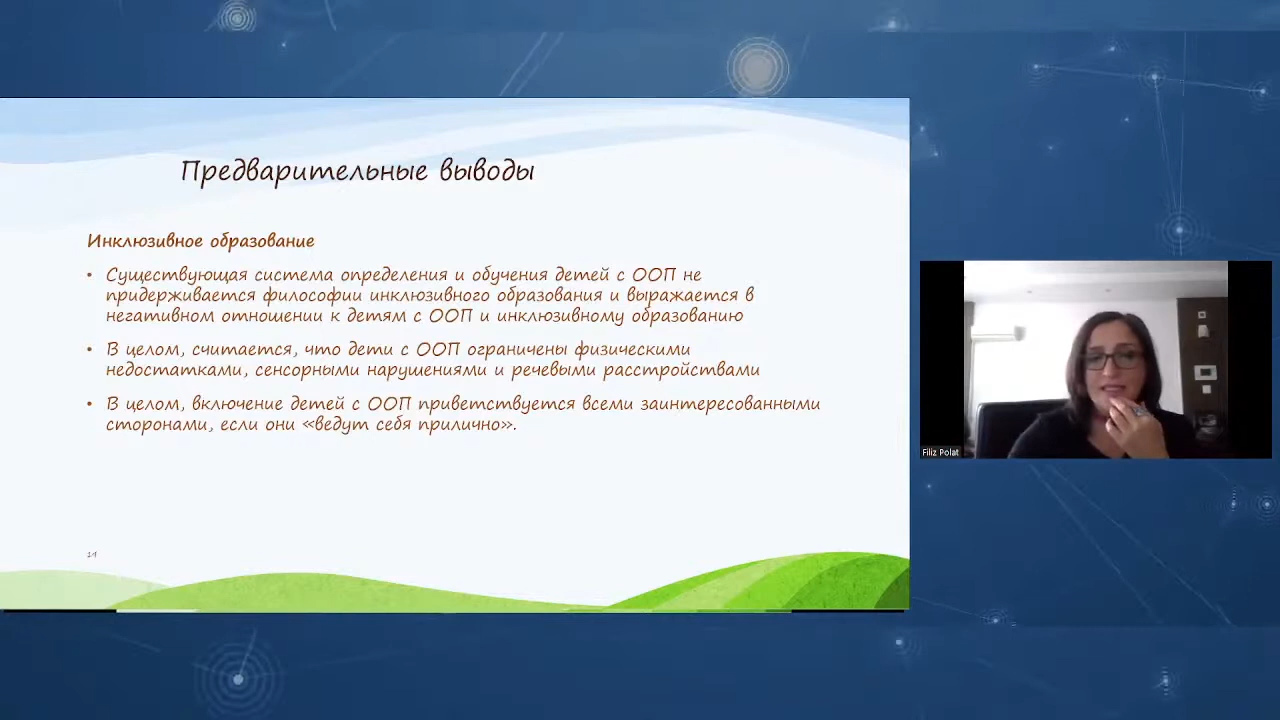 Предварительные выводы
Инклюзивное образование
• Существующая система определения и обучения детей с ООП не
придерживается философии инклюзивного образования и выражается в
негативном отношении к детям с ООП и инклюзивному образованию
• В целом, считается, что дети с ООП ограничены физическими
недостатками, сенсорными нарушениями и речевыми расстройствами
• В целом, включение детей с ООП приветствуется всеми заинтересованными
сторонами, если они «ведут себя прилично».
Filiz Polat